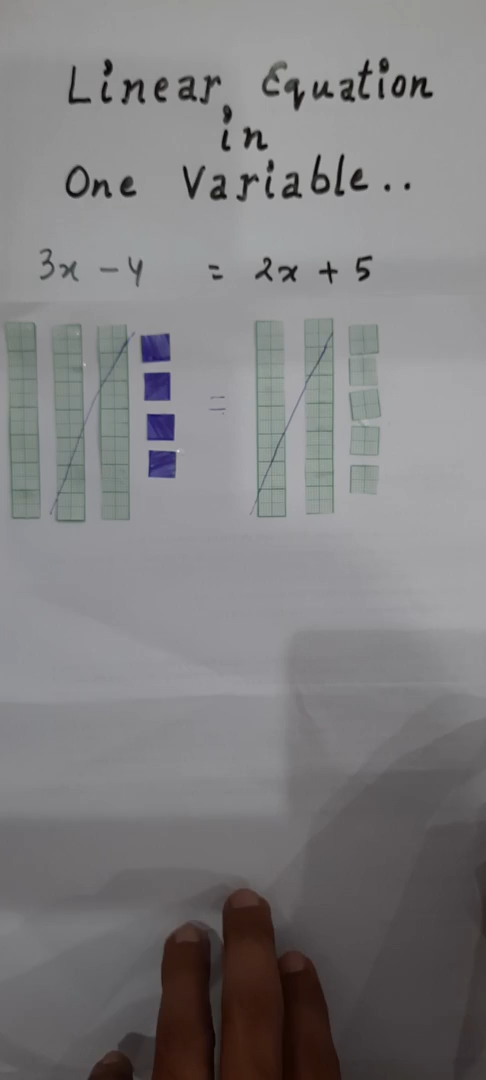 Linear Equation
in
One Variable..
3x - 4 = 2x + 5
=